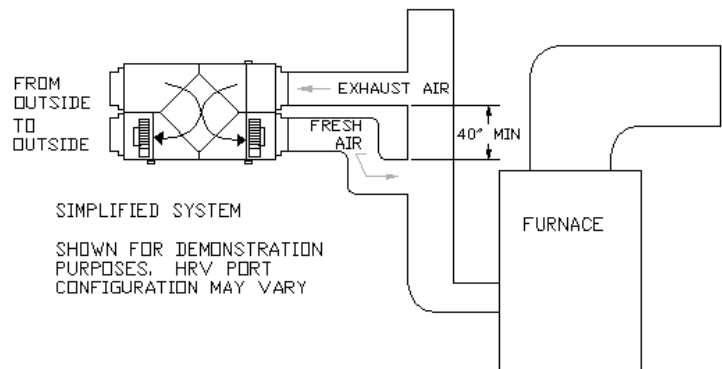 FROM
OUTSIDE
TO
OUTSIDE
EXHAUST AIR
FRESH
AIR
40" MIN
FURNACE
SIMPLIFIED SYSTEM
SHOWN FOR DEMONSTRATION
PURPOSES. HRV PORT
CONFIGURATION MAY VARY